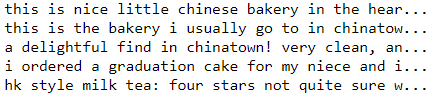 this is nice little chinese bakery in the hear...
this is the bakery i usually go to in chinatow...
a delightful find in chinatown! very clean, an...
i ordered a graduation cake for my niece and i...
hk style milk tea: four stars not quite sure w...